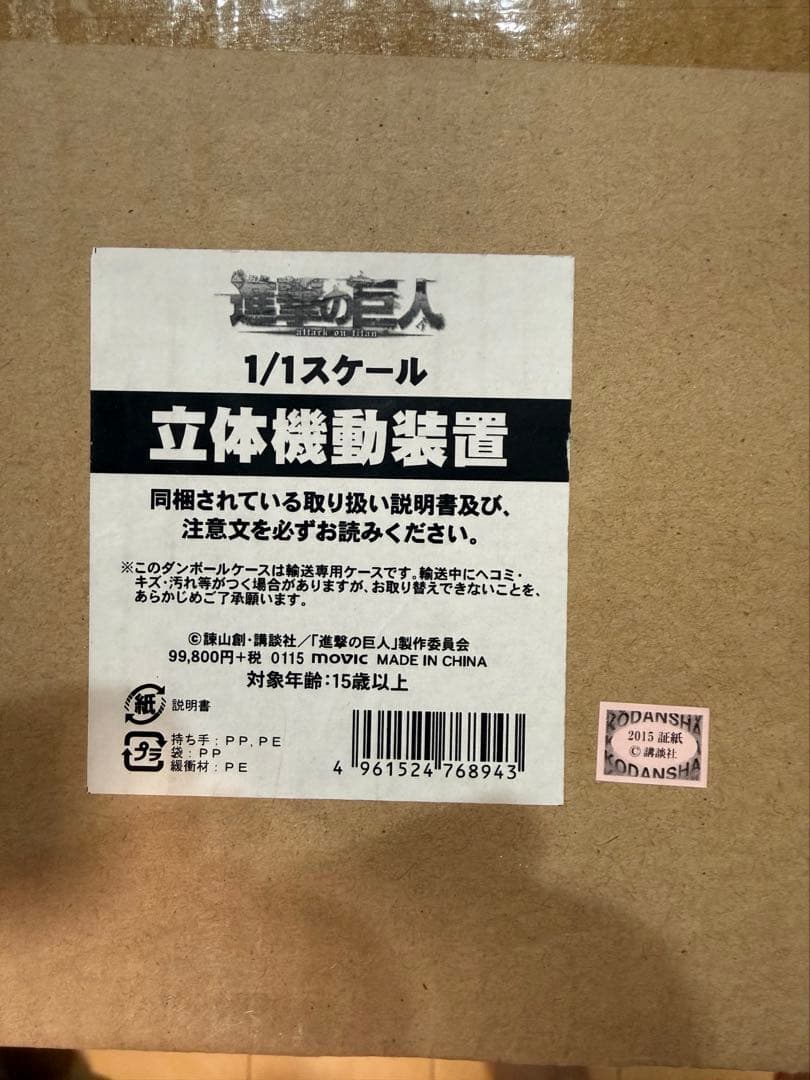 進撃の巨人
attack on titan
1/1スケール
立体機動装置
同梱されている取り扱い説明書及び、
注意文を必ずお読みください。
※このダンボールケースは輸送専用ケースです。輸送中にヘコミ・
キズ・汚れ等がつく場合がありますが、お取り替えできないことを、
あらかじめご了承願います。
©諫山創・講談社/「進撃の巨人」製作委員会
99,800円+税 0115 movic MADE IN CHINA
対象年齢:15歳以上
紙 説明書
プラ 持ち手:PP,PE
袋:PP
緩衝材:PE
4 961524 768943
KODANSHA
2015 証紙
©講談社
KODANSHA